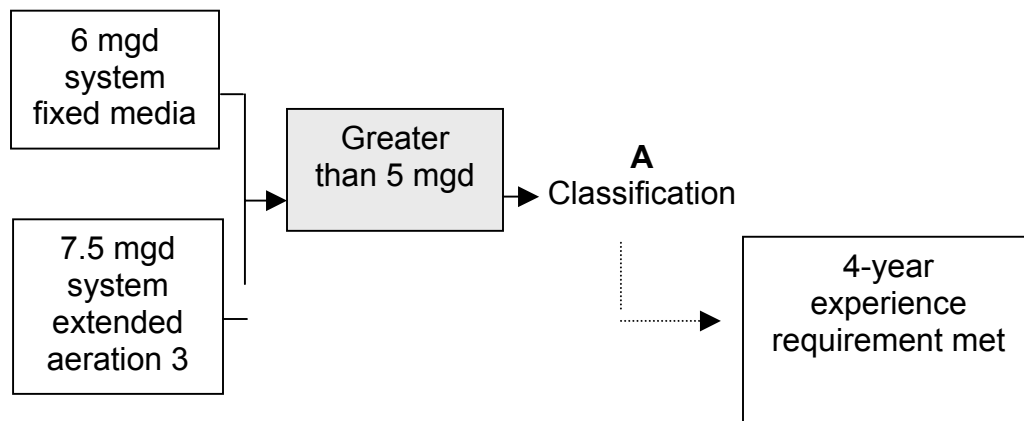 6 mgd
system
fixed media
7.5 mgd
system
extended
aeration 3
Greater
than 5 mgd
A
Classification
4-year
experience
requirement met